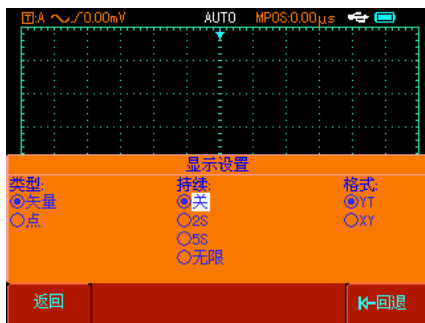 T:A 0.00mV AUTO MPOS:0.00μs
显示设置
类型: 持续: 格式:
矢量 关 YT
点 2S XY
5S
无限
返回 回退